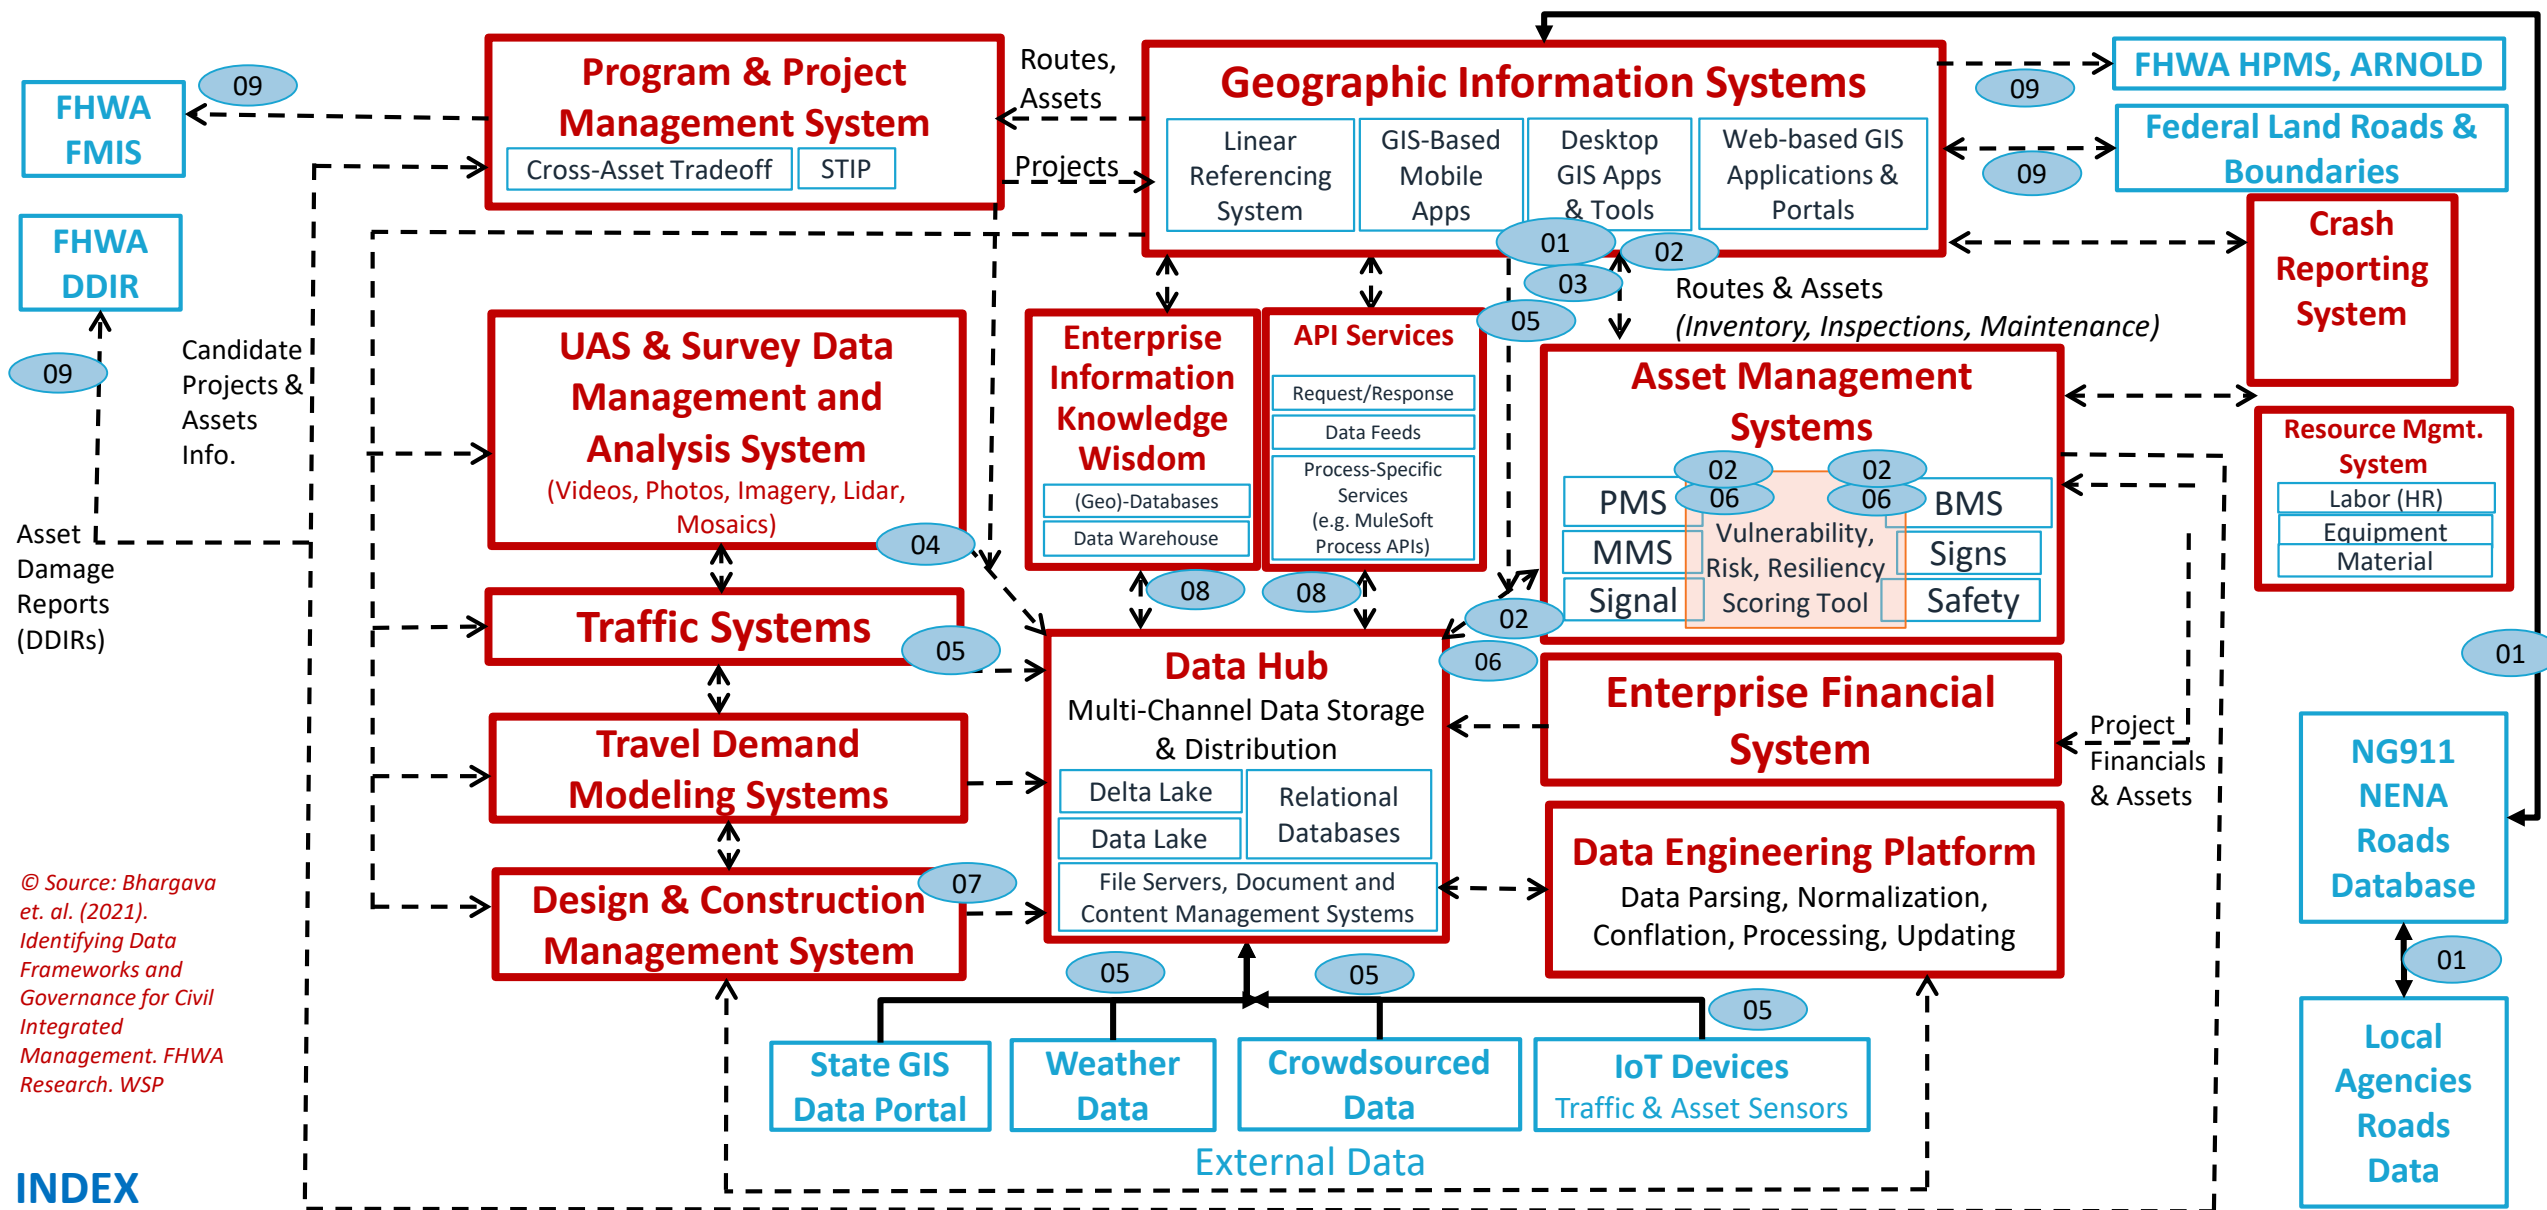 Program & Project
Management System
Cross-Asset Tradeoff
STIP
09
FHWA
FMIS
FHWA
DDIR
09
Routes,
Assets
Projects
Geographic Information Systems
Linear
Referencing
System
GIS-Based
Mobile
Apps
Desktop
GIS Apps
& Tools
Web-based GIS
Applications &
Portals
01
02
03
05
09
FHWA HPMS, ARNOLD
09
Federal Land Roads &
Boundaries
Crash
Reporting
System
Routes & Assets
(Inventory, Inspections, Maintenance)
Candidate
Projects &
Assets
Info.
Asset
Damage
Reports
(DDIRs)
UAS & Survey Data
Management and
Analysis System
(Videos, Photos, Imagery, Lidar,
Mosaics)
04
Enterprise
Information
Knowledge
Wisdom
(Geo)-Databases
Data Warehouse
08
API Services
Request/Response
Data Feeds
Process-Specific
Services
(e.g. MuleSoft
Process APIs)
08
Asset Management
Systems
02
02
06
06
PMS
BMS
MMS
Signs
Signal
Safety
Vulnerability,
Risk, Resiliency
Scoring Tool
02
06
Resource Mgmt.
System
Labor (HR)
Equipment
Material
Traffic Systems
05
Travel Demand
Modeling Systems
Design & Construction
Management System
07
Data Hub
Multi-Channel Data Storage
& Distribution
Delta Lake
Data Lake
Relational
Databases
File Servers, Document and
Content Management Systems
Enterprise Financial
System
Project
Financials
& Assets
Data Engineering Platform
Data Parsing, Normalization,
Conflation, Processing, Updating
01
NG911
NENA
Roads
Database
01
Local
Agencies
Roads
Data
05
05
05
State GIS
Data Portal
Weather
Data
Crowdsourced
Data
IoT Devices
Traffic & Asset Sensors
External Data
© Source: Bhargava
et. al. (2021).
Identifying Data
Frameworks and
Governance for Civil
Integrated
Management. FHWA
Research. WSP
INDEX